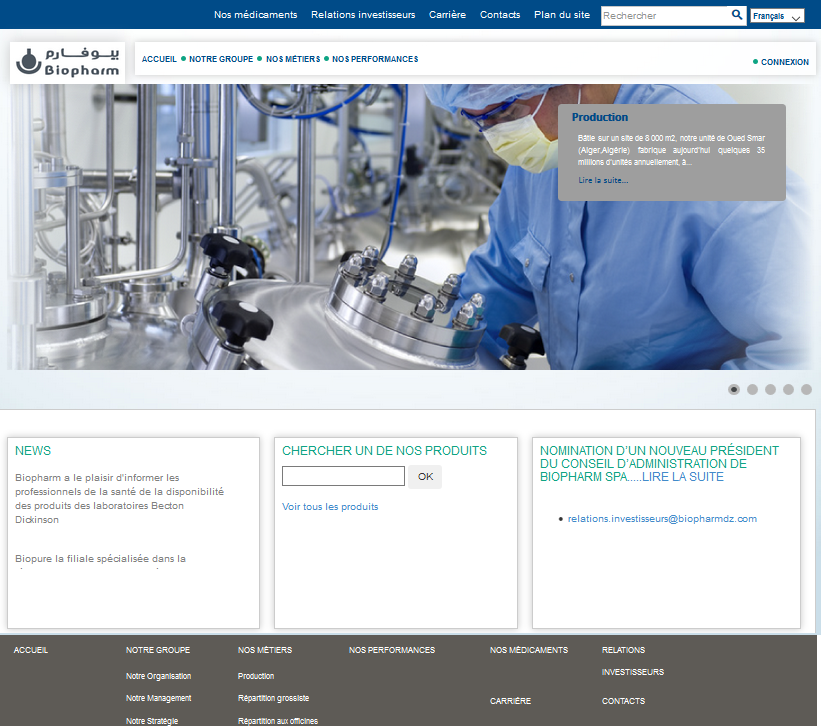 Nos médicaments Relations investisseurs Carrière Contacts Plan du site Rechercher Français
بيوفارم
Biopharm
ACCUEIL NOTRE GROUPE NOS MÉTIERS NOS PERFORMANCES
CONNEXION
Production
Bâtie sur un site de 8 000 m2, notre unité de Oued Smar
(Alger,Algérie) fabrique aujourd'hui quelques 35
millions d'unités annuellement, à...
Lire la suite...
NEWS
Biopharm a le plaisir d'informer les
professionnels de la santé de la disponibilité
des produits des laboratoires Becton
Dickinson
Biopure la filiale spécialisée dans la
CHERCHER UN DE NOS PRODUITS
OK
Voir tous les produits
NOMINATION D'UN NOUVEAU PRÉSIDENT
DU CONSEIL D'ADMINISTRATION DE
BIOPHARM SPA.....LIRE LA SUITE
relations.investisseurs@biopharmdz.com
ACCUEIL NOTRE GROUPE NOS MÉTIERS NOS PERFORMANCES NOS MÉDICAMENTS RELATIONS
INVESTISSEURS
Notre Organisation Production
Notre Management Répartition grossiste CARRIÈRE CONTACTS
Notre Stratégie Répartition aux officines